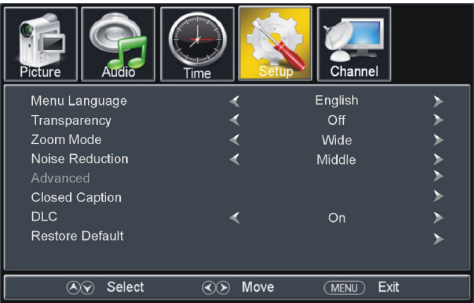 Picture Audio Time Setup Channel
Menu Language English
Transparency Off
Zoom Mode Wide
Noise Reduction Middle
Advanced
Closed Caption
DLC On
Restore Default
Select Move MENU Exit